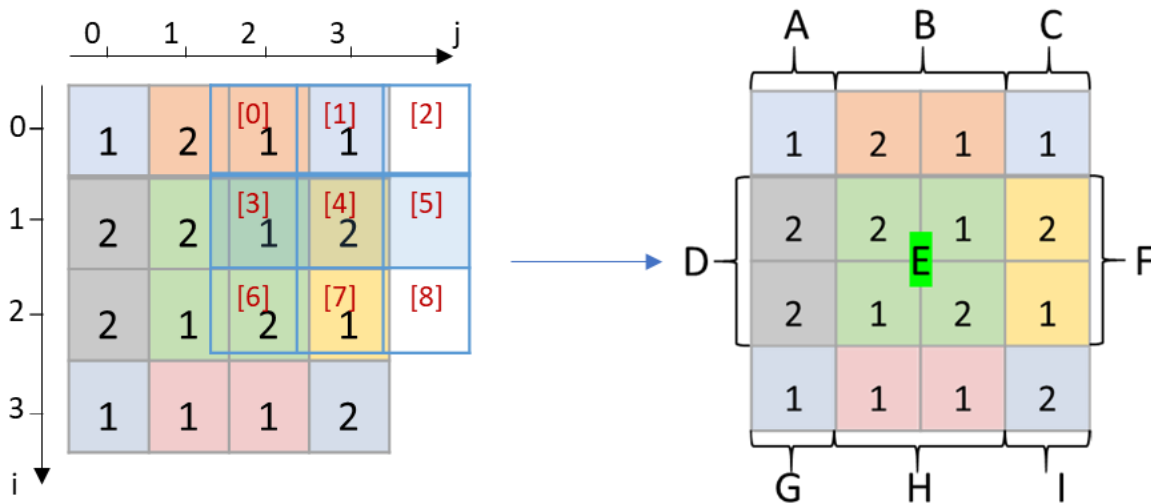 0 1 2 3 j
A B C
[0] [1] [2]
0 1 2 1 1
1 2 1 1
[3] [4] [5]
1 2 2 1 2
2 2 1 2
D E F
[6] [7] [8]
2 2 1 2 1
2 1 2 1
3 1 1 1 2
1 1 1 2
i
G H I